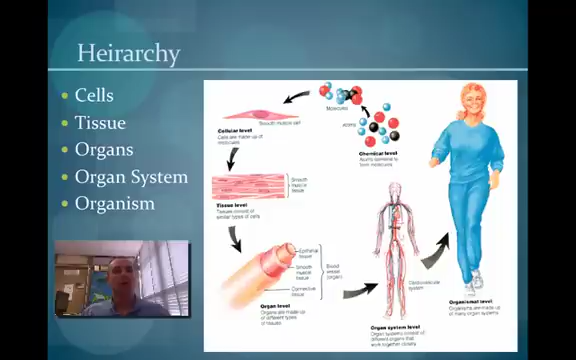 Heirarchy
Cells
Tissue
Organs
Organ System
Organism
Molecules
Atoms
Smooth muscle cell
Cellular level
Cells are made up of
molecules
Chemical level
Atoms combine to
form molecules
Smooth
muscle
tissue
Tissue level
Tissues consist of
similar types of cells
Epithelial
tissue
Smooth
muscle
tissue
Connective
tissue
Blood
vessel
(organ)
Organ level
Organs are made up
of different types
of tissues
Cardiovascular
system
Organ system level
Organ systems consist of
different organs that
work together closely
Organismal level
Organisms are made up
of many organ systems